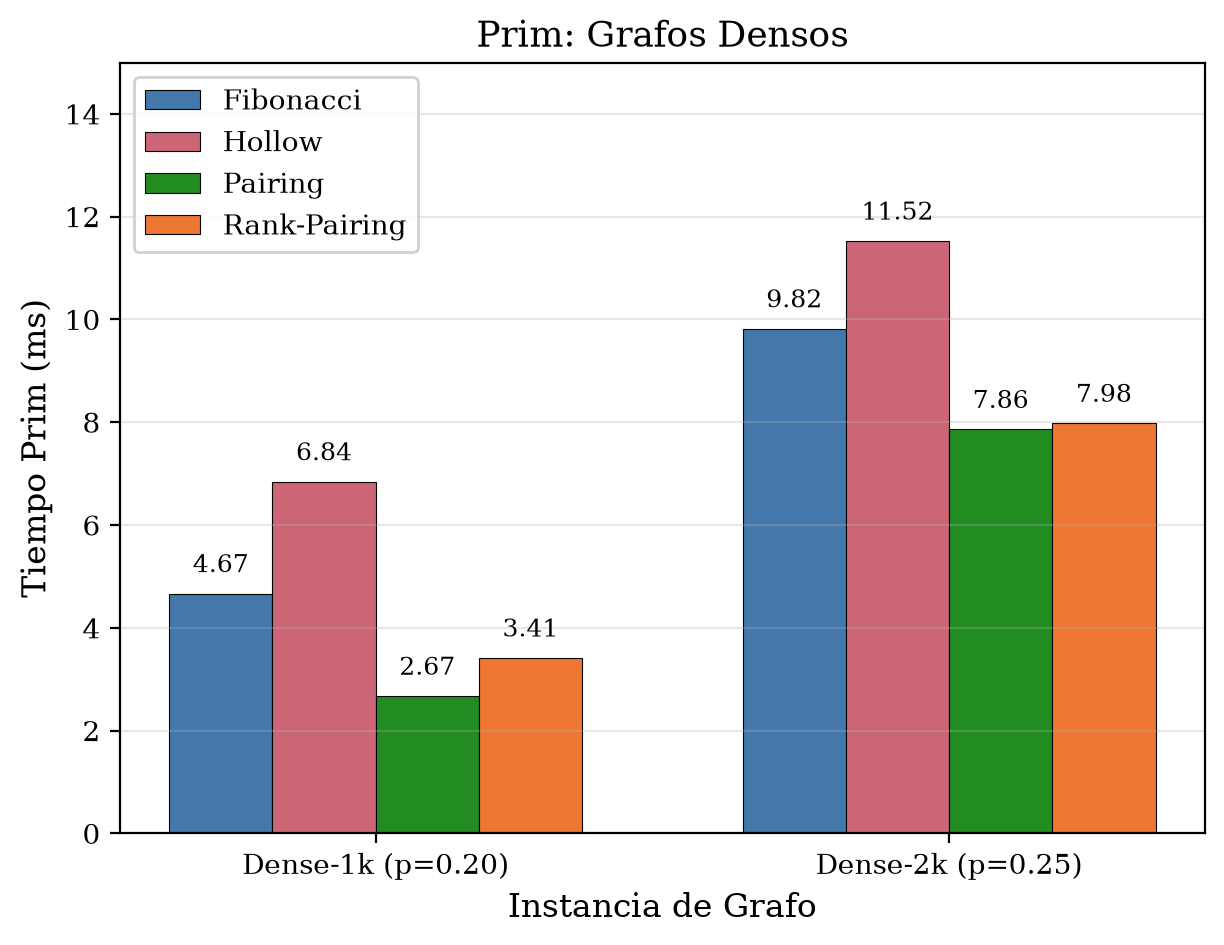 Prim: Grafos Densos
Fibonacci
Hollow
Pairing
Rank-Pairing
Tiempo Prim (ms)
14
12
10
8
6
4
2
0
4.67
6.84
2.67
3.41
9.82
11.52
7.86
7.98
Dense-1k (p=0.20)
Dense-2k (p=0.25)
Instancia de Grafo